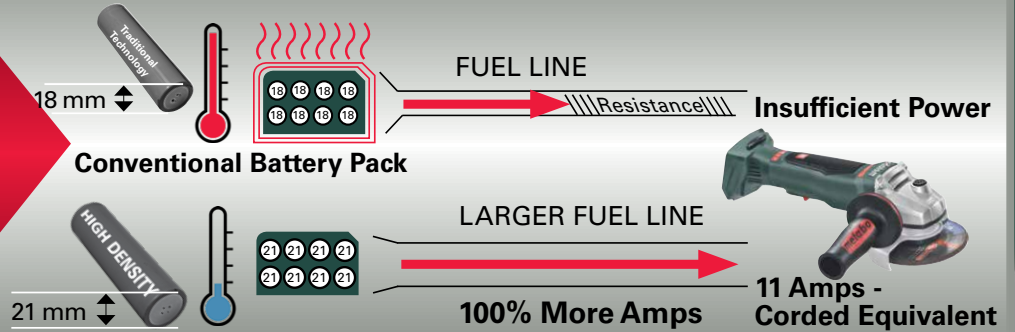 Traditional
Technology
18 mm
18 18 18 18
18 18 18 18
FUEL LINE
Resistance
Insufficient Power
Conventional Battery Pack
HIGH DENSITY
21 mm
21 21 21 21
21 21 21 21
LARGER FUEL LINE
100% More Amps
metabo
11 Amps -
Corded Equivalent